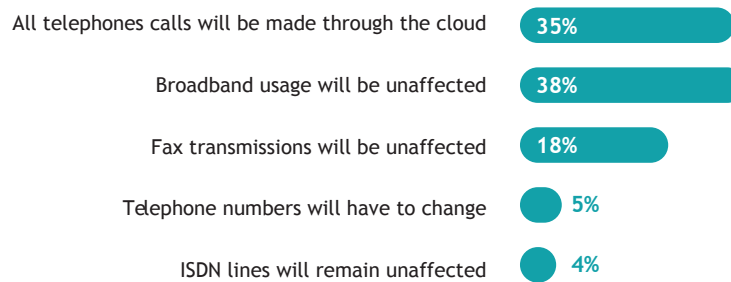 All telephones calls will be made through the cloud 35%
Broadband usage will be unaffected 38%
Fax transmissions will be unaffected 18%
Telephone numbers will have to change 5%
ISDN lines will remain unaffected 4%